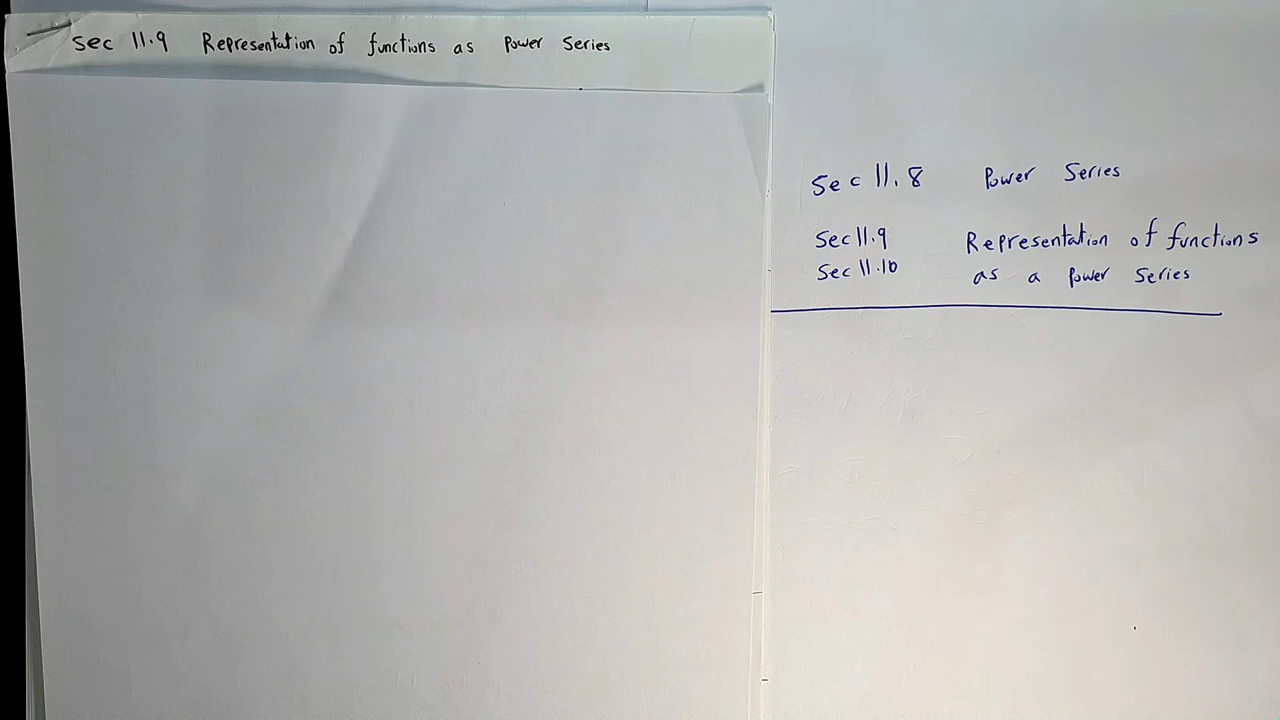 Sec 11.9 Representation of functions as Power Series
Sec 11.8 Power Series
Sec 11.9 Representation of functions
Sec 11.10 as a Power Series